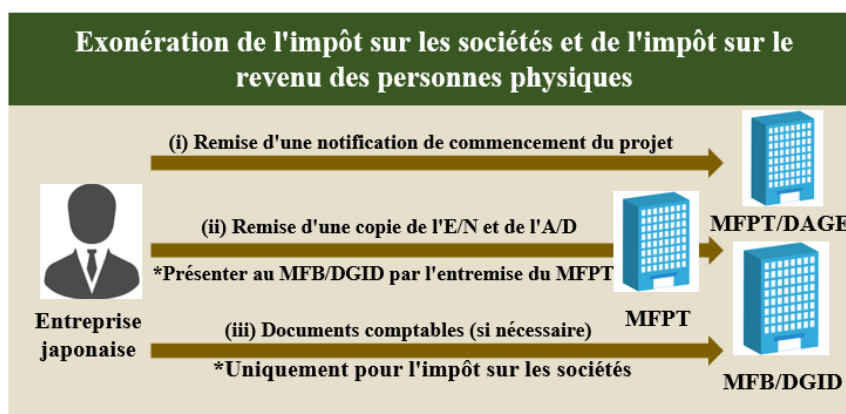 Exonération de l'impôt sur les sociétés et de l'impôt sur le
revenu des personnes physiques
(i) Remise d'une notification de commencement du projet
MFPT/DAGE
(ii) Remise d'une copie de l'E/N et de l'A/D
*Présenter au MFB/DGID par l'entremise du MFPT
MFPT
Entreprise
japonaise
(iii) Documents comptables (si nécessaire)
*Uniquement pour l'impôt sur les sociétés
MFB/DGID